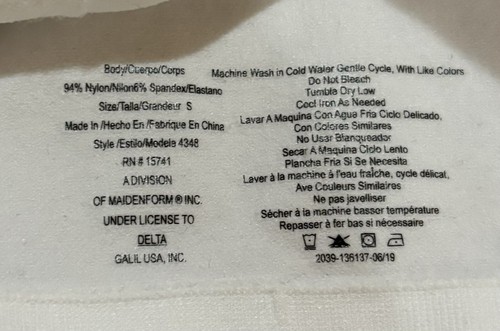 Body/Cuerpo/Corps
94% Nylon/Nilon6% Spandex/Elastano
Size/Talla/Grandeur S
Made In /Hecho En /Fabrique En China
Style /Estilo/Modele 4348
RN # 15741
A DIVISION
OF MAIDENFORM ® INC.
UNDER LICENSE TO
DELTA
GALIL USA, INC.
Machine Wash in Cold Water Gentle Cycle, With Like Colors
Do Not Bleach
Tumble Dry Low
Cool Iron As Needed
Lavar A Maquina Con Agua Fria Ciclo Delicado,
Con Colores Similares
No Usar Blanqueador
Secar A Maquina Ciclo Lento
Plancha Fria Si Se Necesita
Laver à la machine à l'eau fraîche, cycle délicat,
Ave Couleurs Similaires
Ne pas javelliser
Sècher à la machine bassor température
Repasser à fer bas si nécessaire
2039-136137-06/19